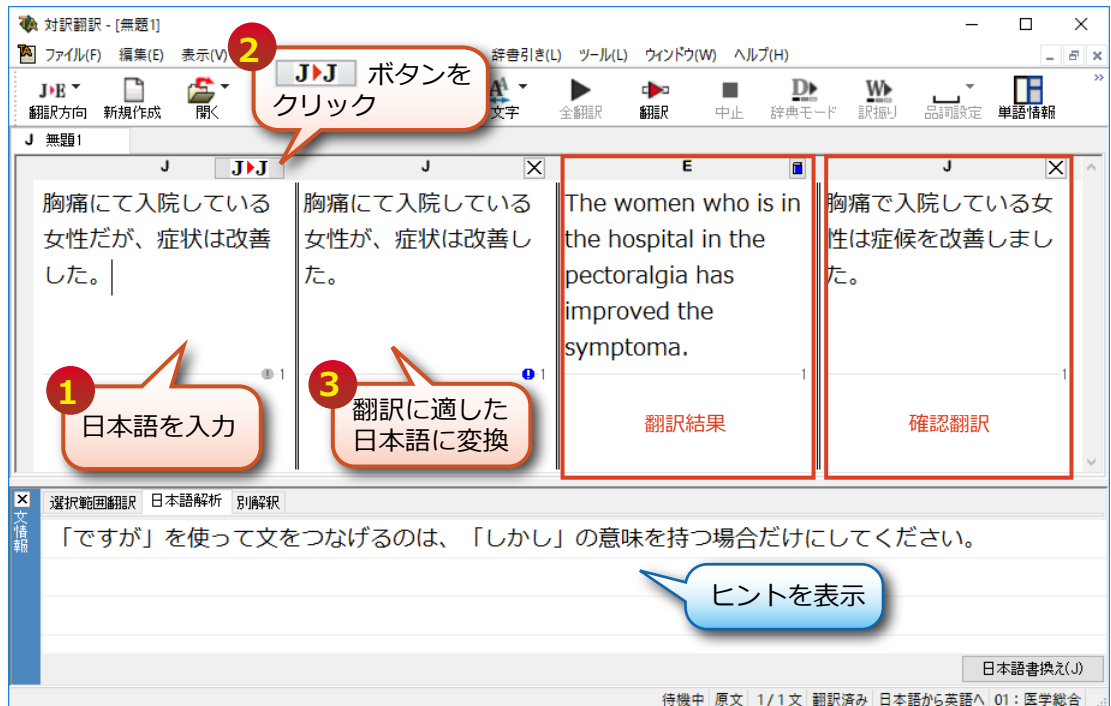 対訳翻訳 - [無題1]
ファイル(F) 編集(E) 表示(V) 辞書引き(L) ツール(L) ウィンドウ(W) ヘルプ(H)
2
J▶J ボタンを
クリック
J▶E
翻訳方向 新規作成 開く 文字 全翻訳 翻訳 中止 辞典モード 訳振り 品詞設定 単語情報
J 無題1
J J▶J J E J
胸痛にて入院している
女性だが、症状は改善
した。
1
胸痛にて入院している
女性が、症状は改善し
た。
1
The women who is in
the hospital in the
pectoralgia has
improved the
symptoma.
1
胸痛で入院している女
性は症候を改善しまし
た。
1
1
日本語を入力
3
翻訳に適した
日本語に変換
翻訳結果
確認翻訳
文情報
選択範囲翻訳 日本語解析 別解釈
「ですが」を使って文をつなげるのは、「しかし」の意味を持つ場合だけにしてください。
ヒントを表示
日本語書換え(J)
待機中 原文 1/1文 翻訳済み 日本語から英語へ 01：医学総合